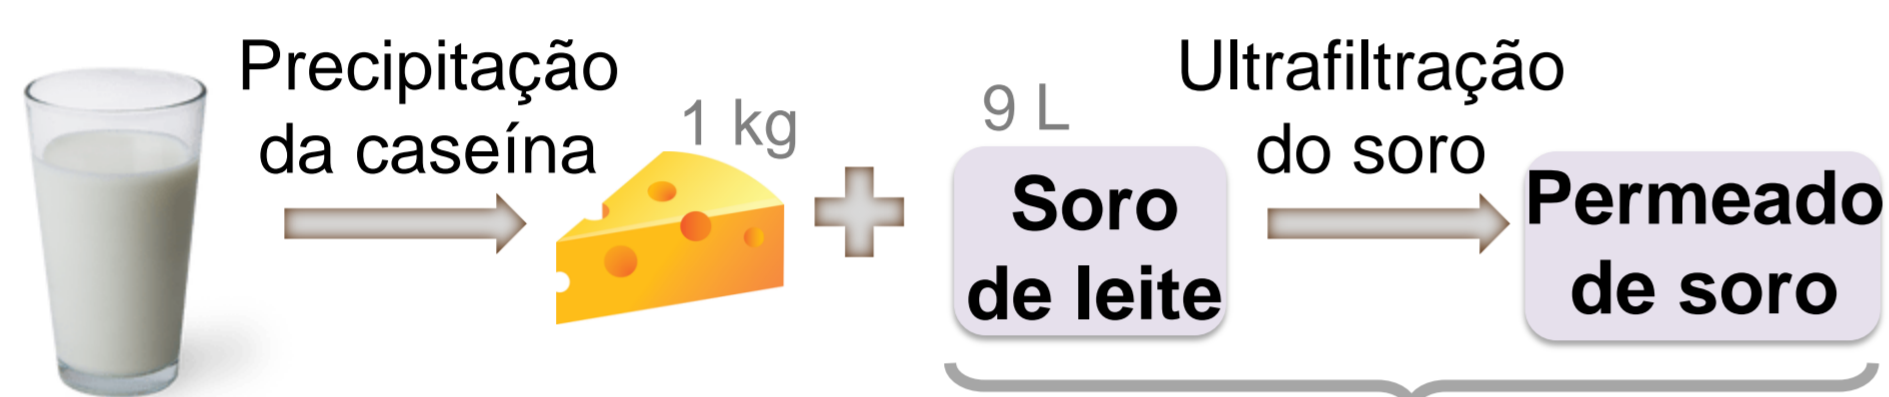 Precipitação
da caseína
1 kg
9 L
Soro
de leite
Ultrafiltração
do soro
Permeado
de soro